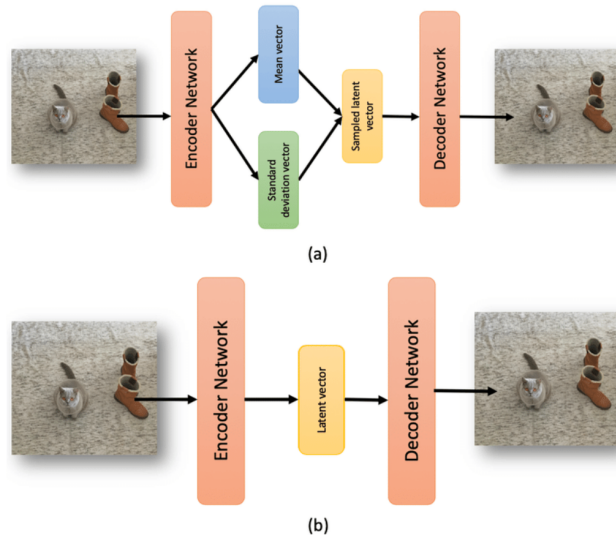 Encoder Network
Mean vector
Standard
deviation vector
Sampled latent
vector
Decoder Network
(a)
Encoder Network
Latent vector
Decoder Network
(b)